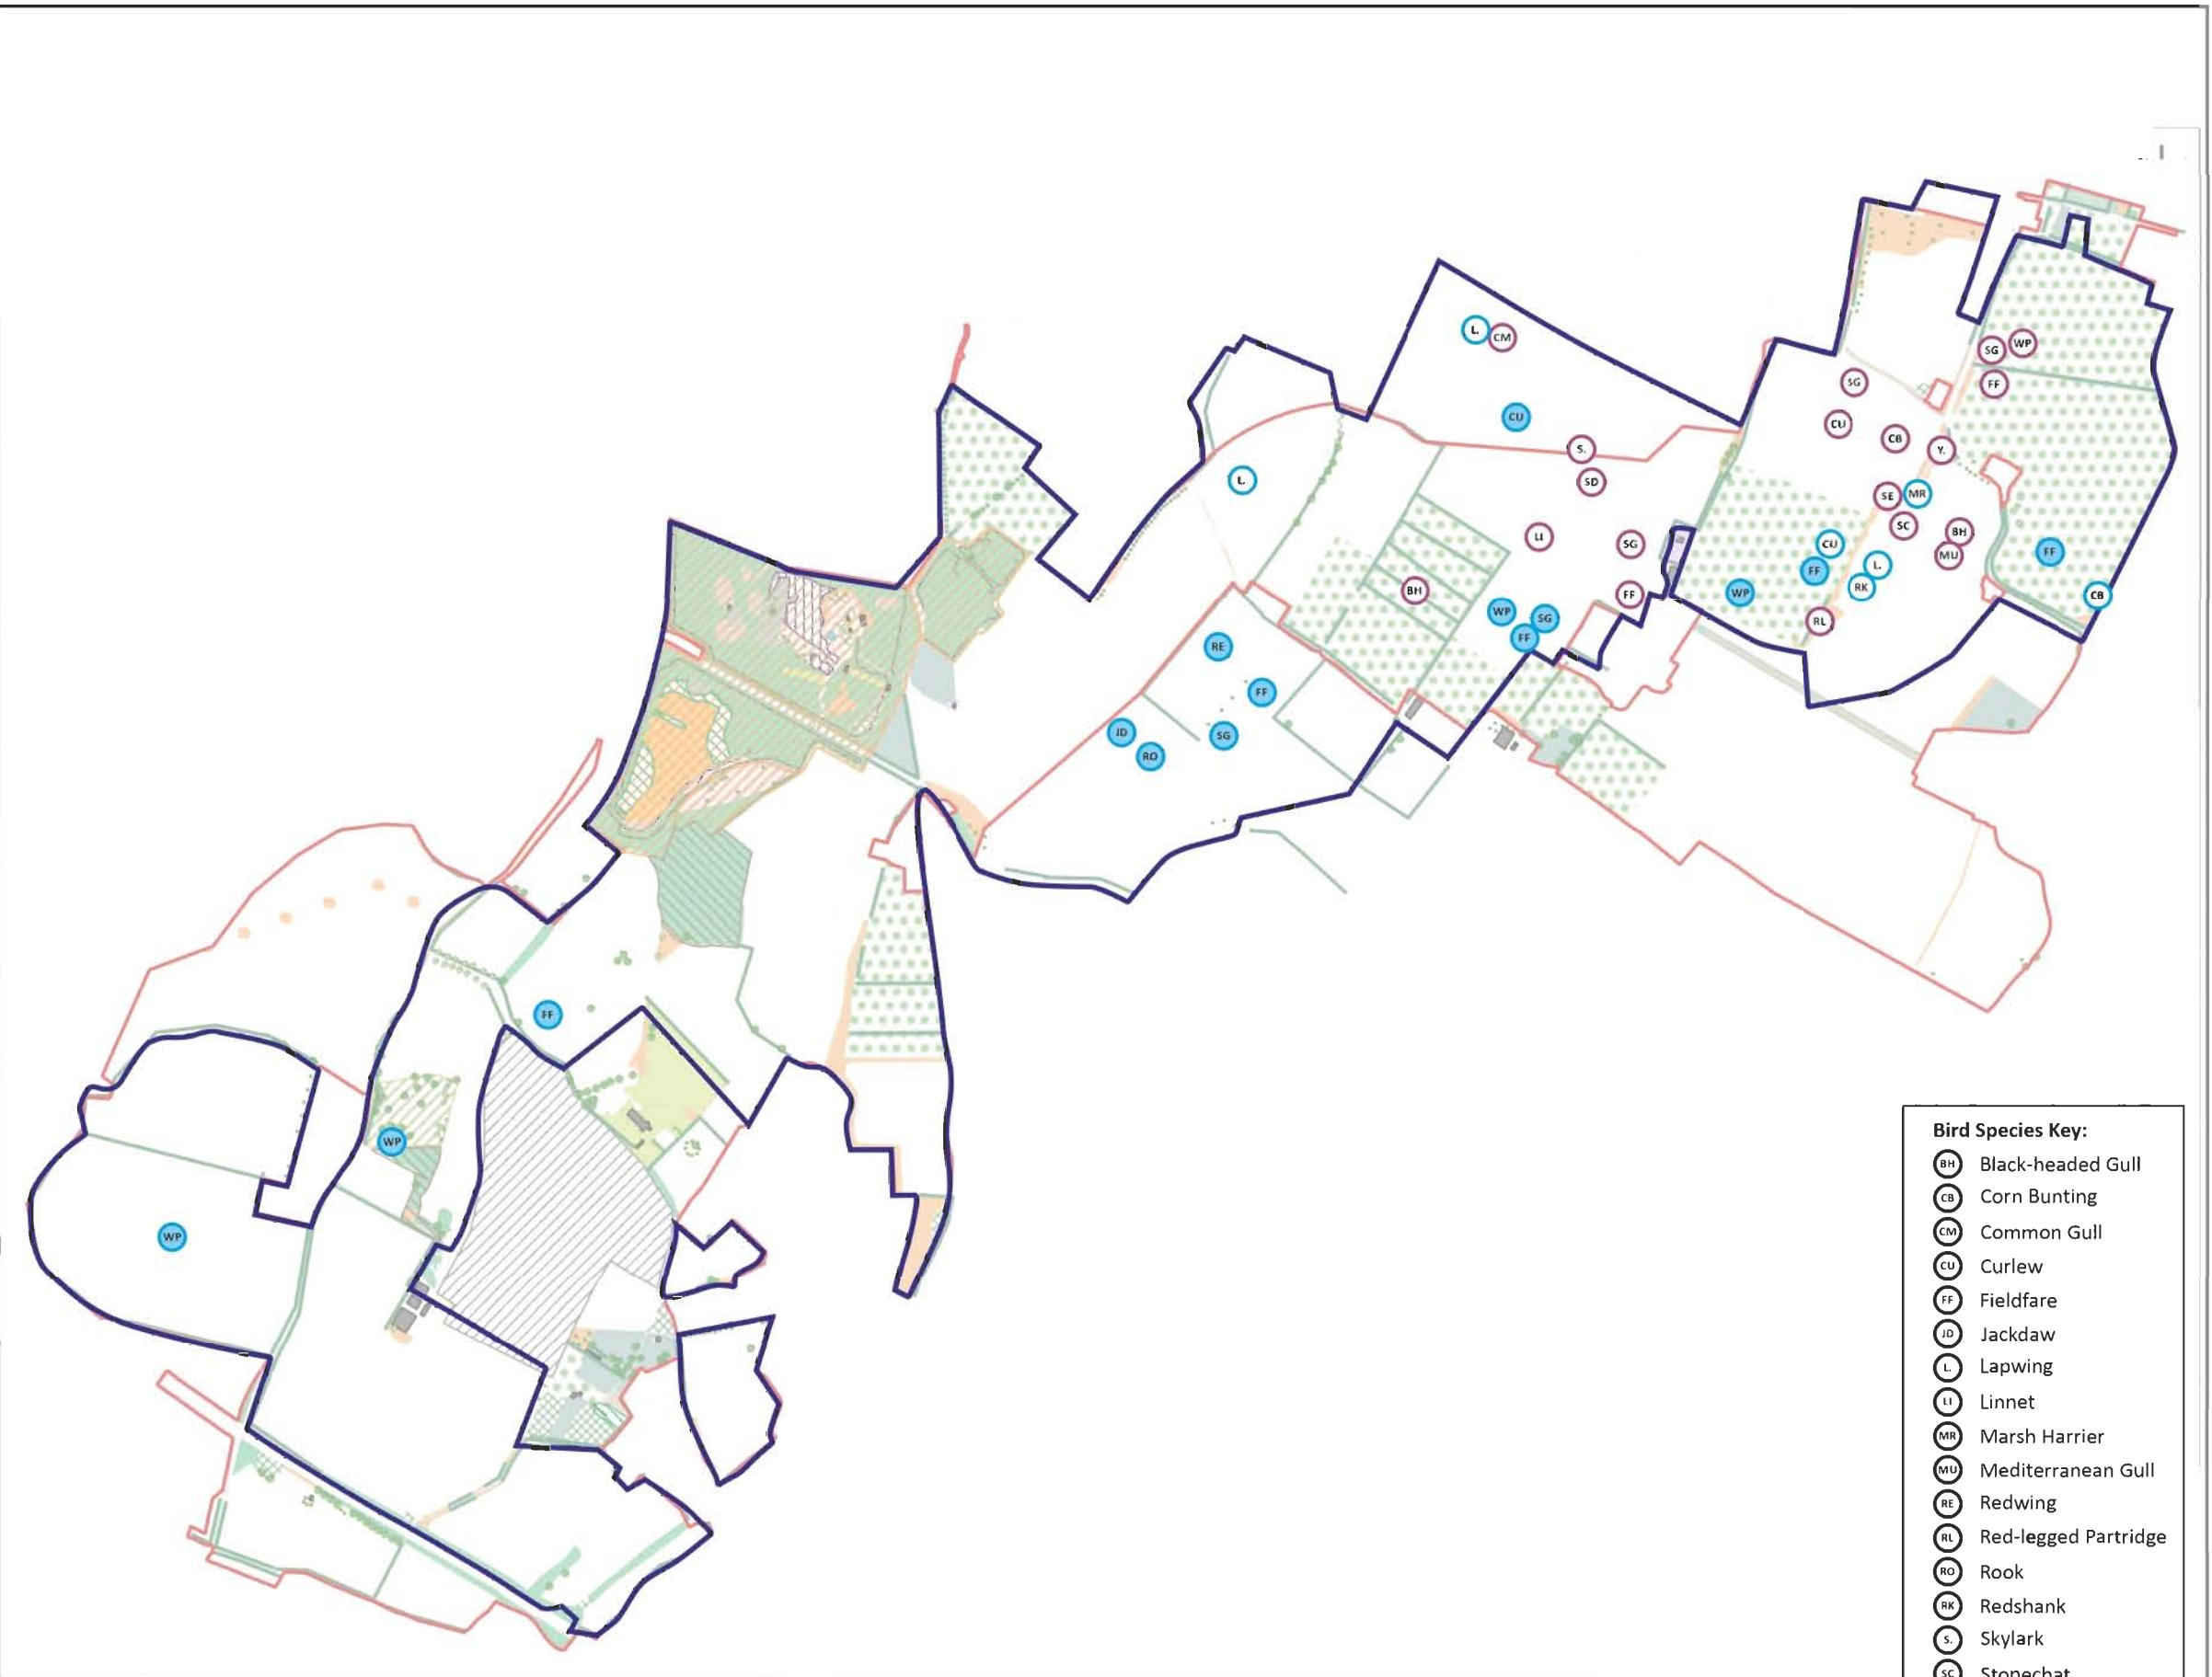 L.
CM
SG
WP
SG
FF
CU
CU
CB
Y.
S.
L.
SD
SE
MR
SC
BH
LI
SG
CU
MU
FF
FF
L.
BH
FF
WP
RK
CB
WP
SG
RL
FF
RE
FF
JD
SG
RO
FF
WP
WP
Bird Species Key:
BH Black-headed Gull
CB Corn Bunting
CM Common Gull
CU Curlew
FF Fieldfare
JD Jackdaw
L. Lapwing
LI Linnet
MR Marsh Harrier
MU Mediterranean Gull
RE Redwing
RL Red-legged Partridge
RO Rook
RK Redshank
S. Skylark
SC Stonechat